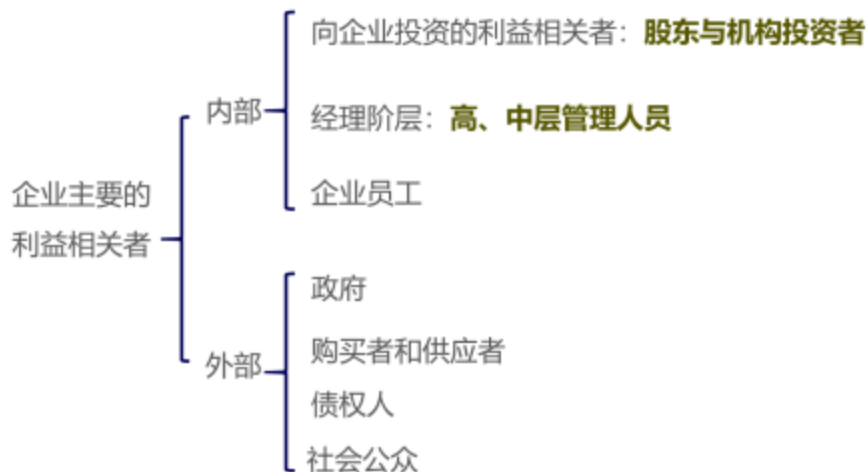 向企业投资的利益相关者：股东与机构投资者
内部
经理阶层：高、中层管理人员
企业员工
企业主要的
利益相关者
政府
购买者和供应者
外部
债权人
社会公众